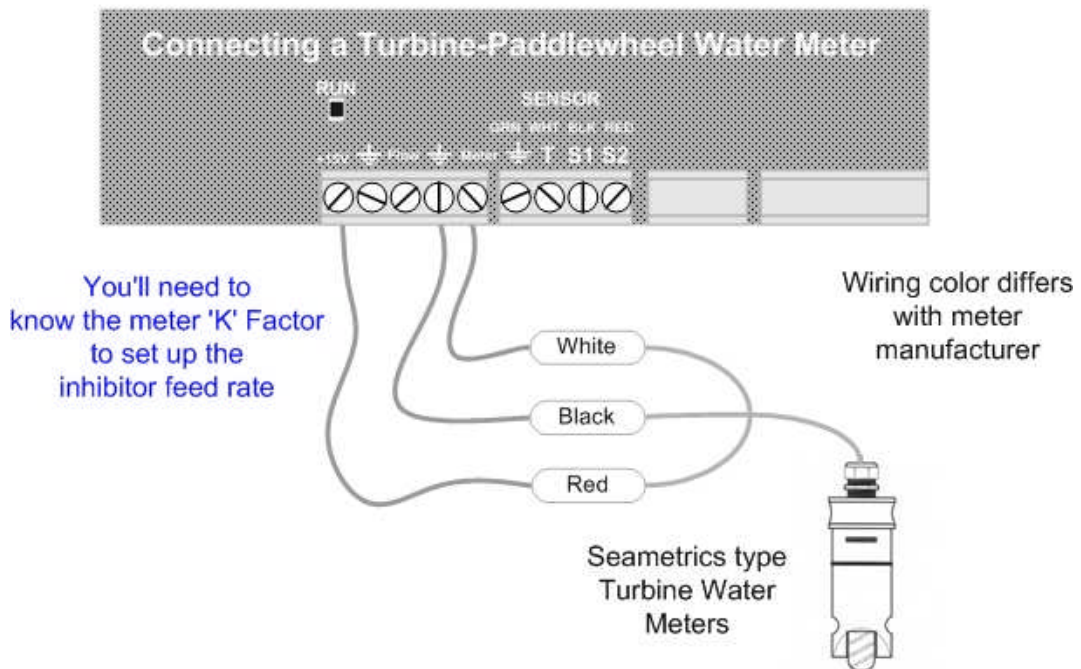 Connecting a Turbine-Paddlewheel Water Meter
RUN
SENSOR
GRN WHT BLK RED
+15V Flow Meter T S1 S2
You'll need to
know the meter 'K' Factor
to set up the
inhibitor feed rate
Wiring color differs
with meter
manufacturer
White
Black
Red
Seametrics type
Turbine Water
Meters